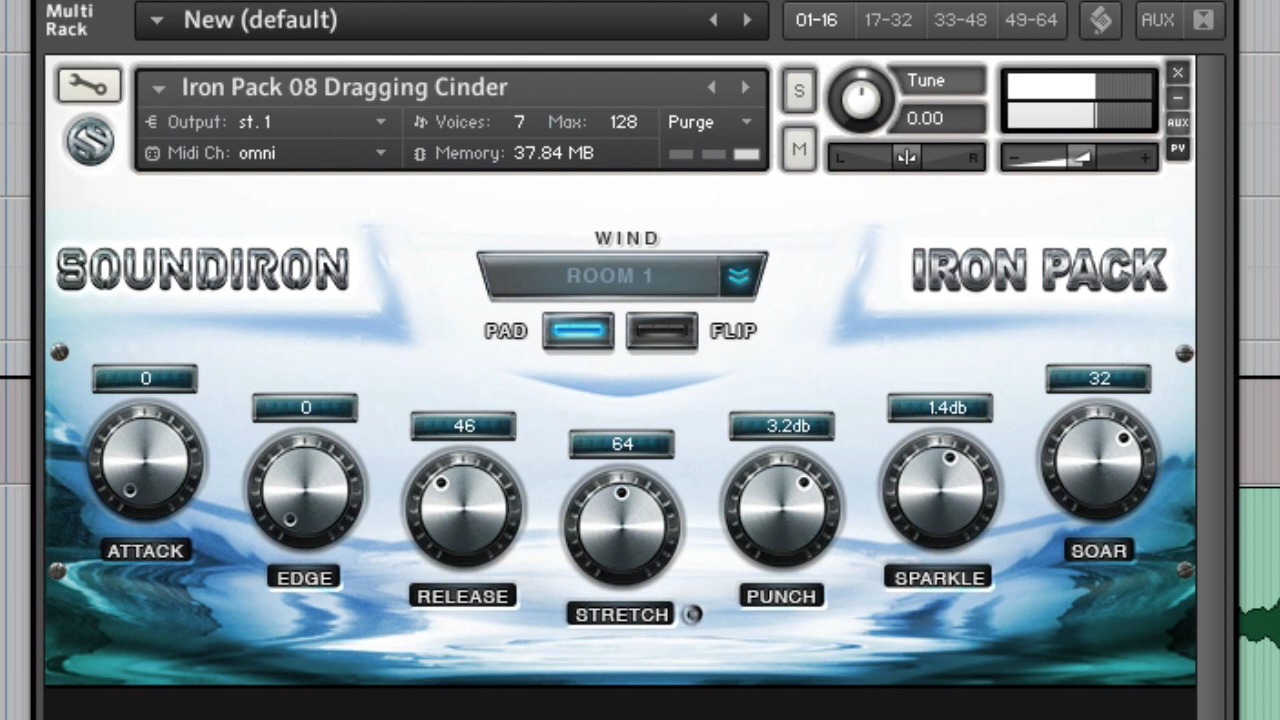 Multi
Rack
New (default)
01-16 17-32 33-48 49-64
AUX
Iron Pack 08 Dragging Cinder
Output: st.1
Voices: 7 Max: 128
Purge
Midi Ch: omni
Memory: 37.84 MB
S
M
Tune
0.00
L R
- +
X
-
AUX
PV
SOUNDIRON
WIND
ROOM 1
PAD
FLIP
IRON PACK
0
ATTACK
0
EDGE
46
RELEASE
64
STRETCH
3.2db
PUNCH
1.4db
SPARKLE
32
SOAR